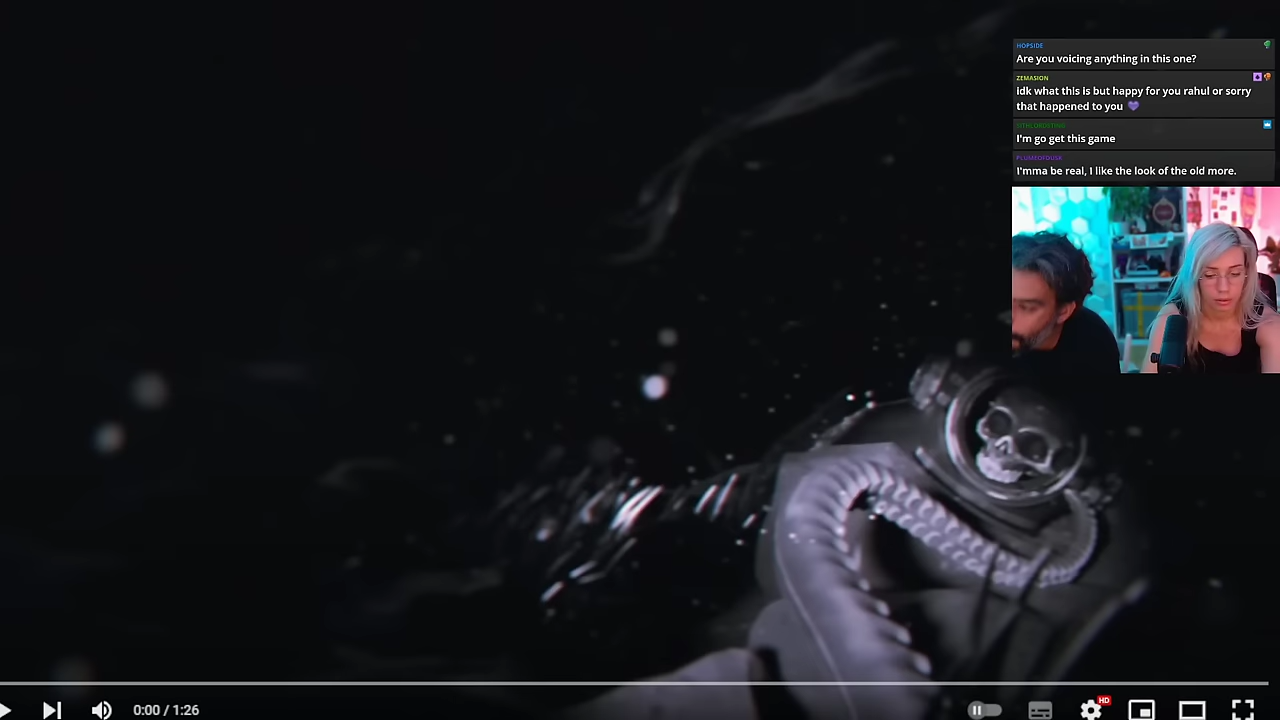 HOPSIDE
Are you voicing anything in this one?
ZEMASION
idk what this is but happy for you rahul or sorry
that happened to you 💜
I'm go get this game
PLUMEOFDUSK
I'mma be real, I like the look of the old more.
0:00 / 1:26
HD